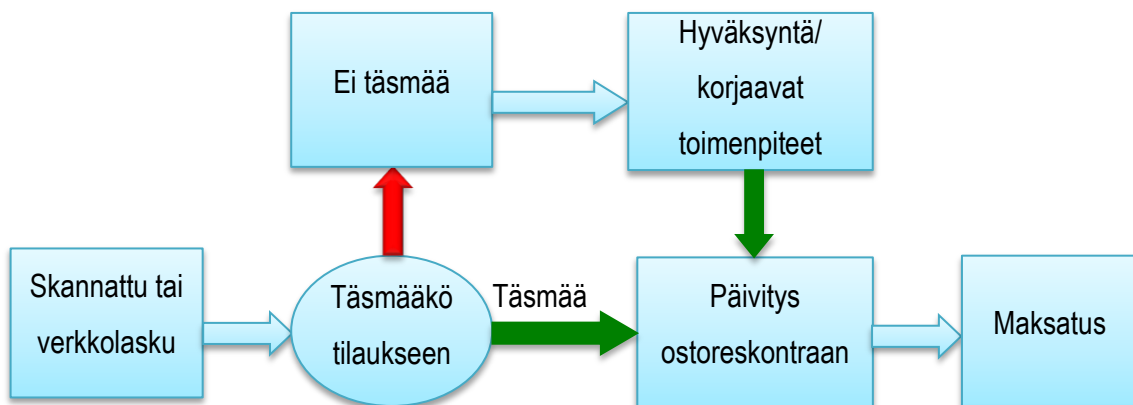 Ei täsmää
Hyväksyntä/
korjaavat
toimenpiteet
Skannattu tai
verkkolasku
Täsmääkö
tilaukseen
Täsmää
Päivitys
ostoreskontraan
Maksatus